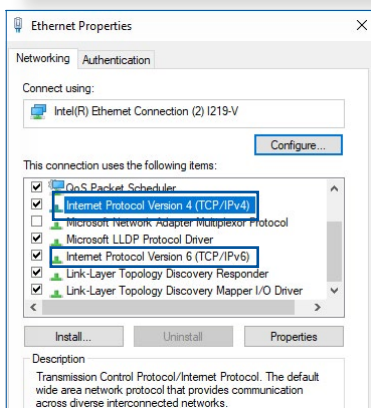 Ethernet Properties
Networking Authentication
Connect using:
Intel(R) Ethernet Connection (2) I219-V
Configure...
This connection uses the following items:
QoS Packet Scheduler
Internet Protocol Version 4 (TCP/IPv4)
Microsoft Network Adapter Multiplexor Protocol
Microsoft LLDP Protocol Driver
Internet Protocol Version 6 (TCP/IPv6)
Link-Layer Topology Discovery Responder
Link-Layer Topology Discovery Mapper I/O Driver
Install... Uninstall Properties
Description
Transmission Control Protocol/Internet Protocol. The default
wide area network protocol that provides communication
across diverse interconnected networks.